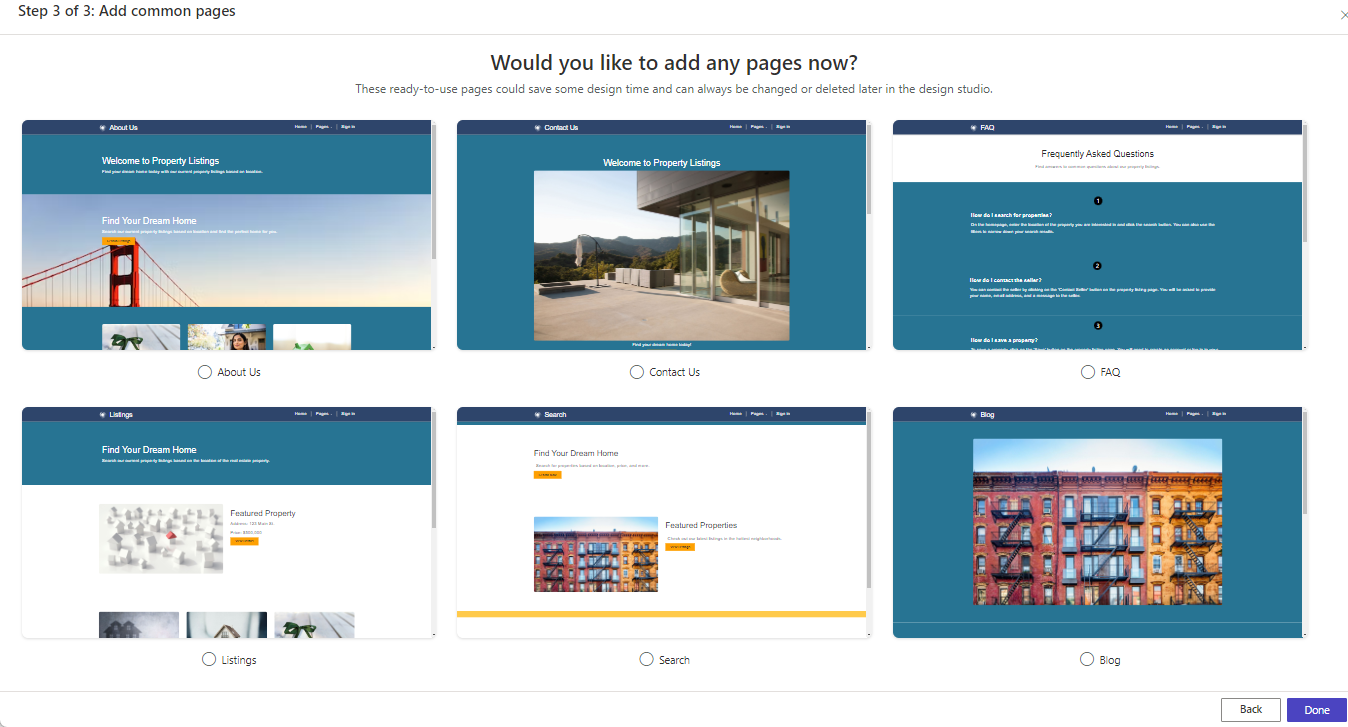 Step 3 of 3: Add common pages
Would you like to add any pages now?
These ready-to-use pages could save some design time and can always be changed or deleted later in the design studio.
About Us
Home | Pages | Sign in
Welcome to Property Listings
Find your dream home today with our current property listings based on location.
Find Your Dream Home
Search our current property listings based on location and find the perfect home for you.
About Us
Contact Us
Home | Pages | Sign in
Welcome to Property Listings
Find your dream home today!
Contact Us
FAQ
Home | Pages | Sign in
Frequently Asked Questions
Find answers to common questions about our property listings.
1
How do I search for properties?
On the homepage, enter the location of the property you are interested in and click the search button. You can also use the
filters to narrow down your search results.
2
How do I contact the seller?
You can contact the seller by clicking on the 'Contact Seller' button on the property listing page. You will be asked to provide
your name, email address, and a message to the seller.
3
How do I save a property?
FAQ
Listings
Home | Pages | Sign in
Find Your Dream Home
Search our current property listings based on the location of the real estate property.
Featured Property
Address: 123 Main St
Price: $500,000
Listings
Search
Home | Pages | Sign in
Find Your Dream Home
Search for properties based on location, price, and more.
Featured Properties
Check out our latest listings in the hottest neighborhoods.
Search
Blog
Home | Pages | Sign in
Blog
Back
Done